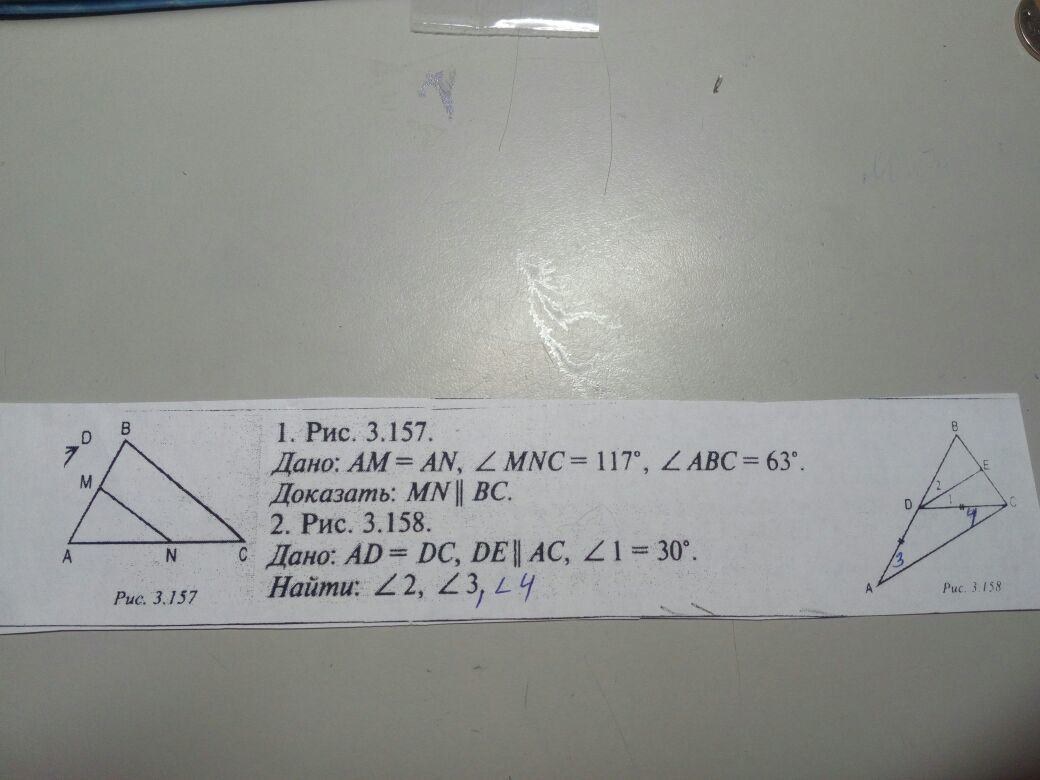 1. Рис. 3.157.
Дано: AM = AN, ∠ MNC = 117°, ∠ ABC = 63°.
Доказать: MN ∥ BC.
2. Рис. 3.158.
Дано: AD = DC, DE ∥ AC, ∠ 1 = 30°.
Найти: ∠ 2, ∠ 3, ∠ 4
D B
M
A N C
Рис. 3.157
B
E
2
D 1 C
4
3
A
Рис. 3.158